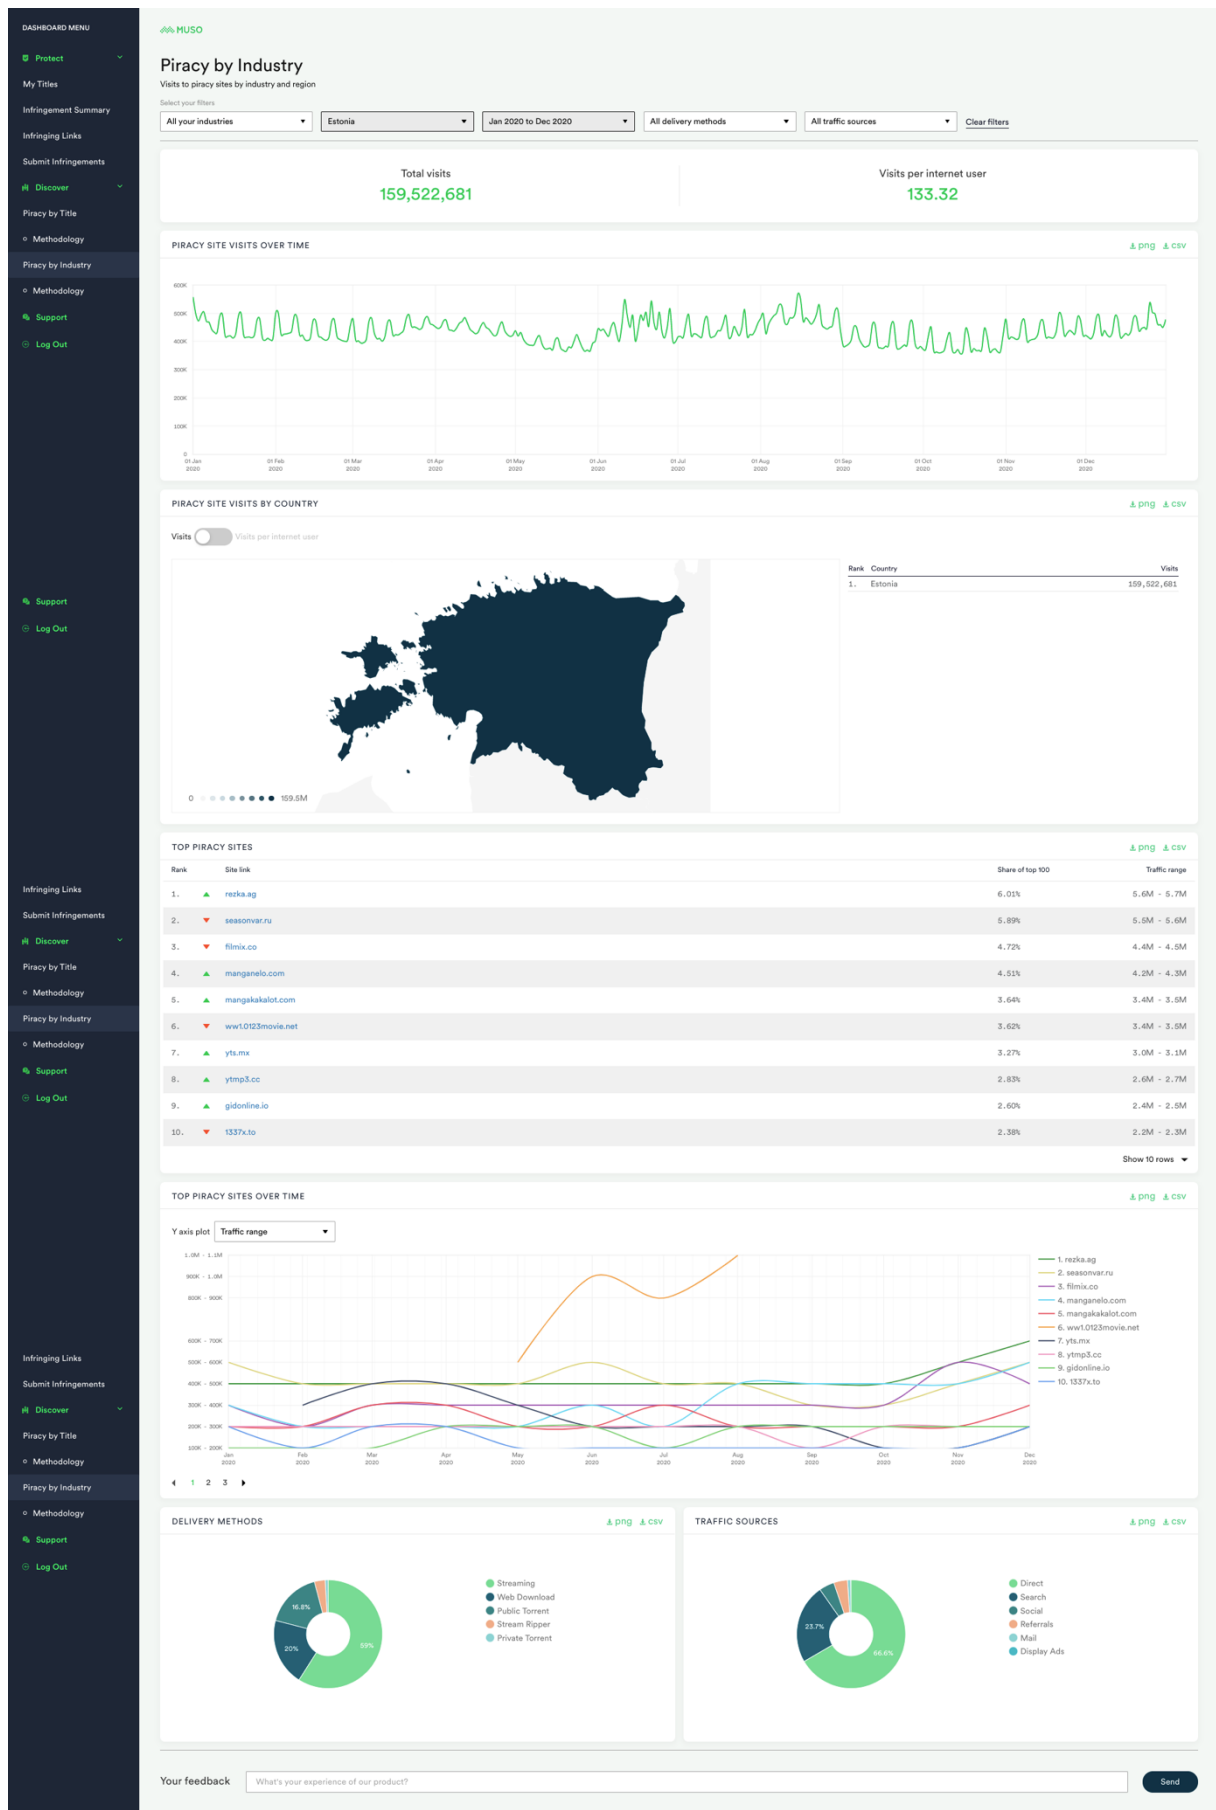 DASHBOARD MENU
Protect
My Titles
Infringement Summary
Infringing Links
Submit Infringements
Discover
Piracy by Title
Methodology
Piracy by Industry
Methodology
Support
Log Out
Support
Log Out
Infringing Links
Submit Infringements
Discover
Piracy by Title
Methodology
Piracy by Industry
Methodology
Support
Log Out
Infringing Links
Submit Infringements
Discover
Piracy by Title
Methodology
Piracy by Industry
Methodology
Support
Log Out
MUSO
Piracy by Industry
Visits to piracy sites by industry and region
Select your filters
All your industries Estonia Jan 2020 to Dec 2020 All delivery methods All traffic sources Clear filters
Total visits Visits per internet user
159,522,681 133.32
PIRACY SITE VISITS OVER TIME png csv
600K
500K
400K
300K
200K
100K
0
01 Jan 01 Feb 01 Mar 01 Apr 01 May 01 Jun 01 Jul 01 Aug 01 Sep 01 Oct 01 Nov 01 Dec
2020 2020 2020 2020 2020 2020 2020 2020 2020 2020 2020 2020
PIRACY SITE VISITS BY COUNTRY png csv
Visits Visits per internet user
Rank Country Visits
1. Estonia 159,522,681
0 159.5M
TOP PIRACY SITES png csv
Rank Site link Share of top 100 Traffic range
1. rezka.ag 6.01% 5.6M - 5.7M
2. seasonvar.ru 5.89% 5.5M - 5.6M
3. filmix.co 4.72% 4.4M - 4.5M
4. manganelo.com 4.51% 4.2M - 4.3M
5. mangakakalot.com 3.64% 3.4M - 3.5M
6. ww1.0123movie.net 3.62% 3.4M - 3.5M
7. yts.mx 3.27% 3.0M - 3.1M
8. ytmp3.cc 2.83% 2.6M - 2.7M
9. gidonline.io 2.60% 2.4M - 2.5M
10. 1337x.to 2.38% 2.2M - 2.3M
Show 10 rows
TOP PIRACY SITES OVER TIME png csv
Y axis plot Traffic range
1.0M - 1.1M
900K - 1.0M
800K - 900K
600K - 700K
500K - 600K
400K - 500K
300K - 400K
200K - 300K
100K - 200K
Jan Feb Mar Apr May Jun Jul Aug Sep Oct Nov Dec
2020 2020 2020 2020 2020 2020 2020 2020 2020 2020 2020 2020
1. rezka.ag
2. seasonvar.ru
3. filmix.co
4. manganelo.com
5. mangakakalot.com
6. ww1.0123movie.net
7. yts.mx
8. ytmp3.cc
9. gidonline.io
10. 1337x.to
1 2 3
DELIVERY METHODS png csv
59%
20%
16.8%
Streaming
Web Download
Public Torrent
Stream Ripper
Private Torrent
TRAFFIC SOURCES png csv
66.6%
23.7%
Direct
Search
Social
Referrals
Mail
Display Ads
Your feedback What's your experience of our product? Send